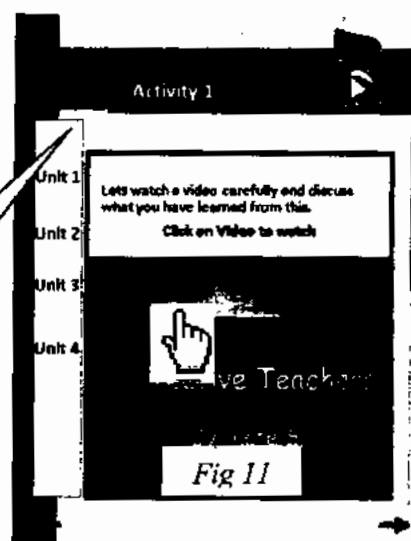 Activity 1
Unit 1
Unit 2
Unit 3
Unit 4
Lets watch a video carefully and discuss
what you have learned from this.
Click on Video to watch
Fig 11